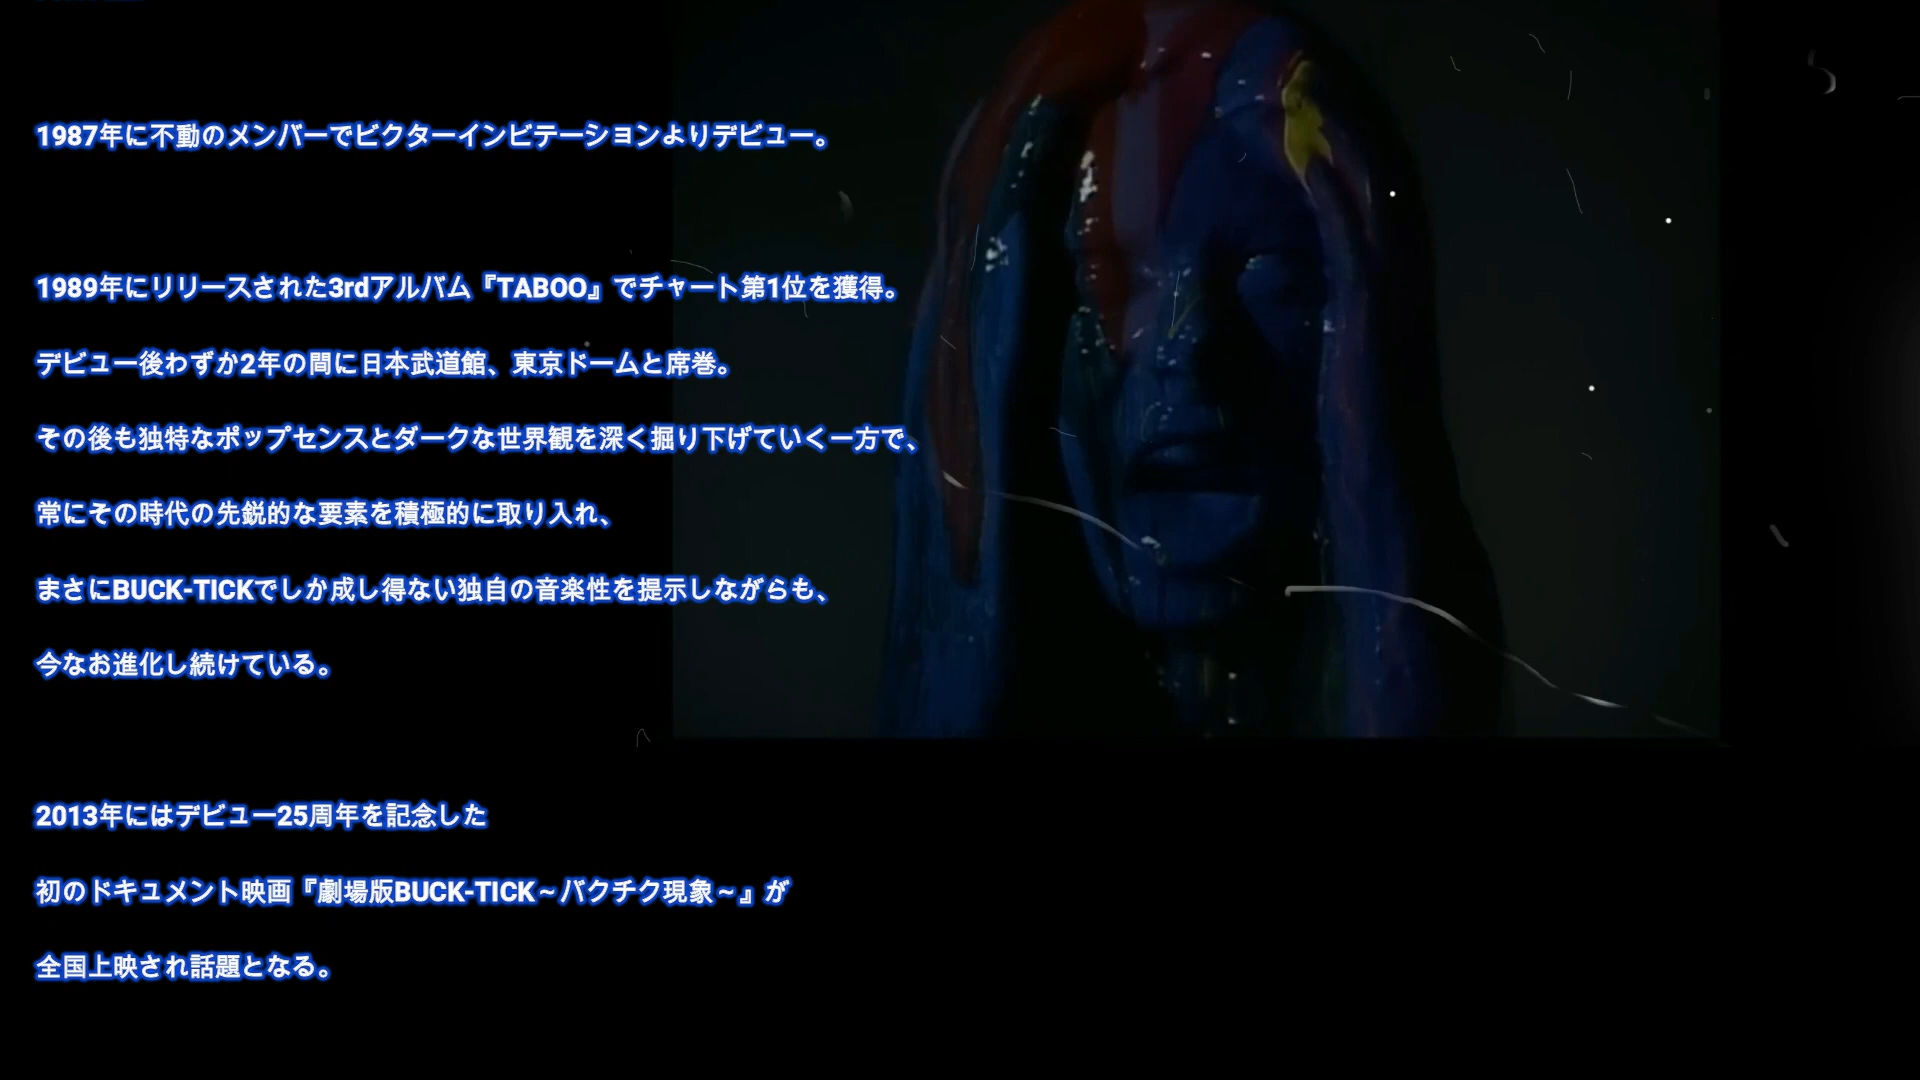 1987年に不動のメンバーでビクターインビテーションよりデビュー。
1989年にリリースされた3rdアルバム『TABOO』でチャート第1位を獲得。
デビュー後わずか2年の間に日本武道館、東京ドームと席巻。
その後も独特なポップセンスとダークな世界観を深く掘り下げていく一方で、
常にその時代の先鋭的な要素を積極的に取り入れ、
まさにBUCK-TICKでしか成し得ない独自の音楽性を提示しながらも、
今なお進化し続けている。
2013年にはデビュー25周年を記念した
初のドキュメント映画『劇場版BUCK-TICK～バクチク現象～』が
全国上映され話題となる。